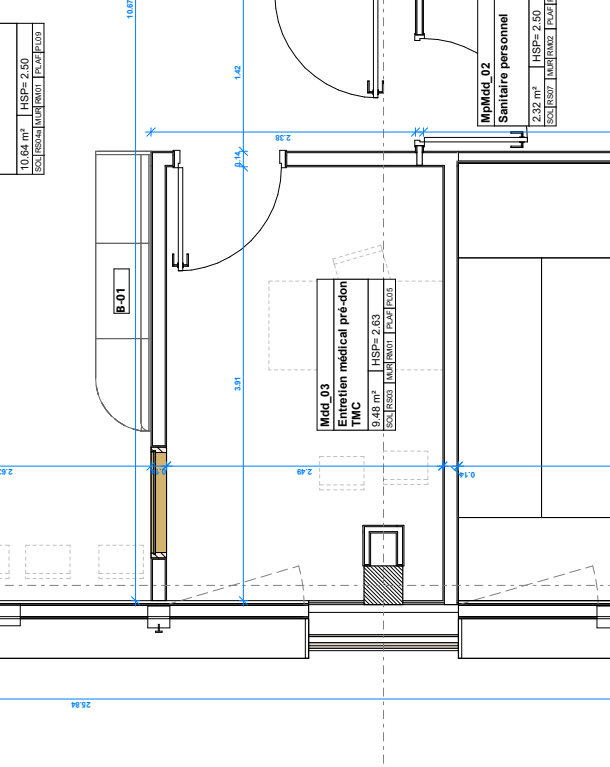 10.64 m² HSP= 2.50
SOL RS04a MUR RM01 PLAF PL09
10.67
1.42
MpMdd_02
Sanitaire personnel
2.32 m² HSP= 2.50
SOL RS07 MUR RM02 PLAF
2.38
0.14
B-01
3.91
Mdd_03
Entretien médical pré-don
TMC
9.48 m² HSP= 2.63
SOL RS03 MUR RM01 PLAF PL05
2.49
0.14
25.84